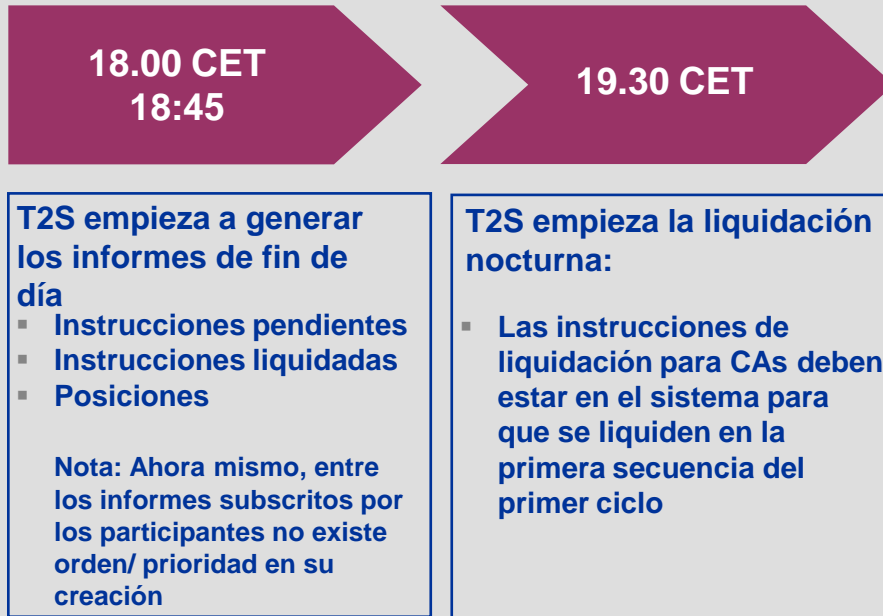 18.00 CET
18:45
19.30 CET
T2S empieza a generar
los informes de fin de
día
▪ Instrucciones pendientes
▪ Instrucciones liquidadas
▪ Posiciones
Nota: Ahora mismo, entre
los informes subscritos por
los participantes no existe
orden/ prioridad en su
creación
T2S empieza la liquidación
nocturna:
▪ Las instrucciones de
liquidación para CAs deben
estar en el sistema para
que se liquiden en la
primera secuencia del
primer ciclo